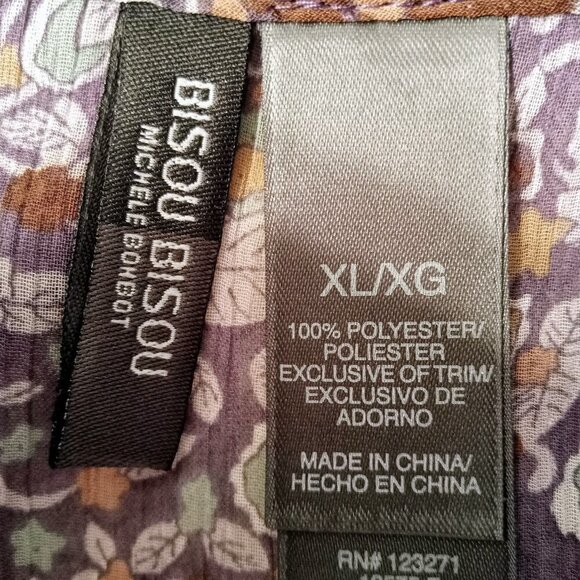 BISOU BISOU
MICHELE BOHBOT
XL/XG
100% POLYESTER/
POLIESTER
EXCLUSIVE OF TRIM/
EXCLUSIVO DE
ADORNO
MADE IN CHINA/
HECHO EN CHINA
RN# 123271